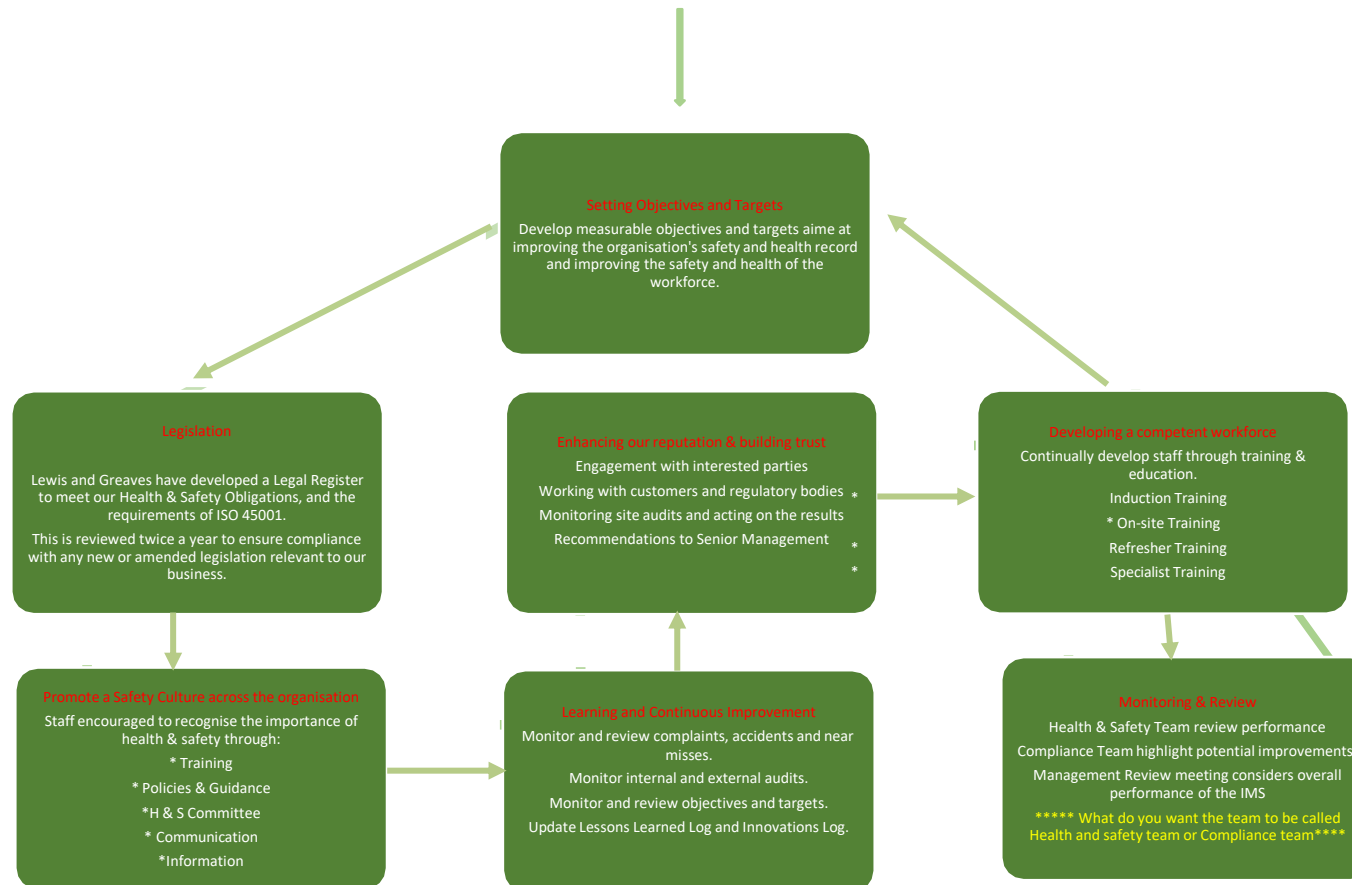 Setting Objectives and Targets
Develop measurable objectives and targets aim at
improving the organisation's safety and health record
and improving the safety and health of the
workforce.
Legislation
Lewis and Greaves have developed a Legal Register
to meet our Health & Safety Obligations, and the
requirements of ISO 45001.
This is reviewed twice a year to ensure compliance
with any new or amended legislation relevant to our
business.
Enhancing our reputation & building trust
Engagement with interested parties
Working with customers and regulatory bodies *
Monitoring site audits and acting on the results
Recommendations to Senior Management
*
*
Developing a competent workforce
Continually develop staff through training &
education.
Induction Training
* On-site Training
Refresher Training
Specialist Training
Promote a Safety Culture across the organisation
Staff encouraged to recognise the importance of
health & safety through:
* Training
* Policies & Guidance
*H & S Committee
* Communication
*Information
Learning and Continuous Improvement
Monitor and review complaints, accidents and near
misses.
Monitor internal and external audits.
Monitor and review objectives and targets.
Update Lessons Learned Log and Innovations Log.
Monitoring & Review
Health & Safety Team review performance
Compliance Team highlight potential improvements
Management Review meeting considers overall
performance of the IMS
***** What do you want the team to be called
Health and safety team or Compliance team****